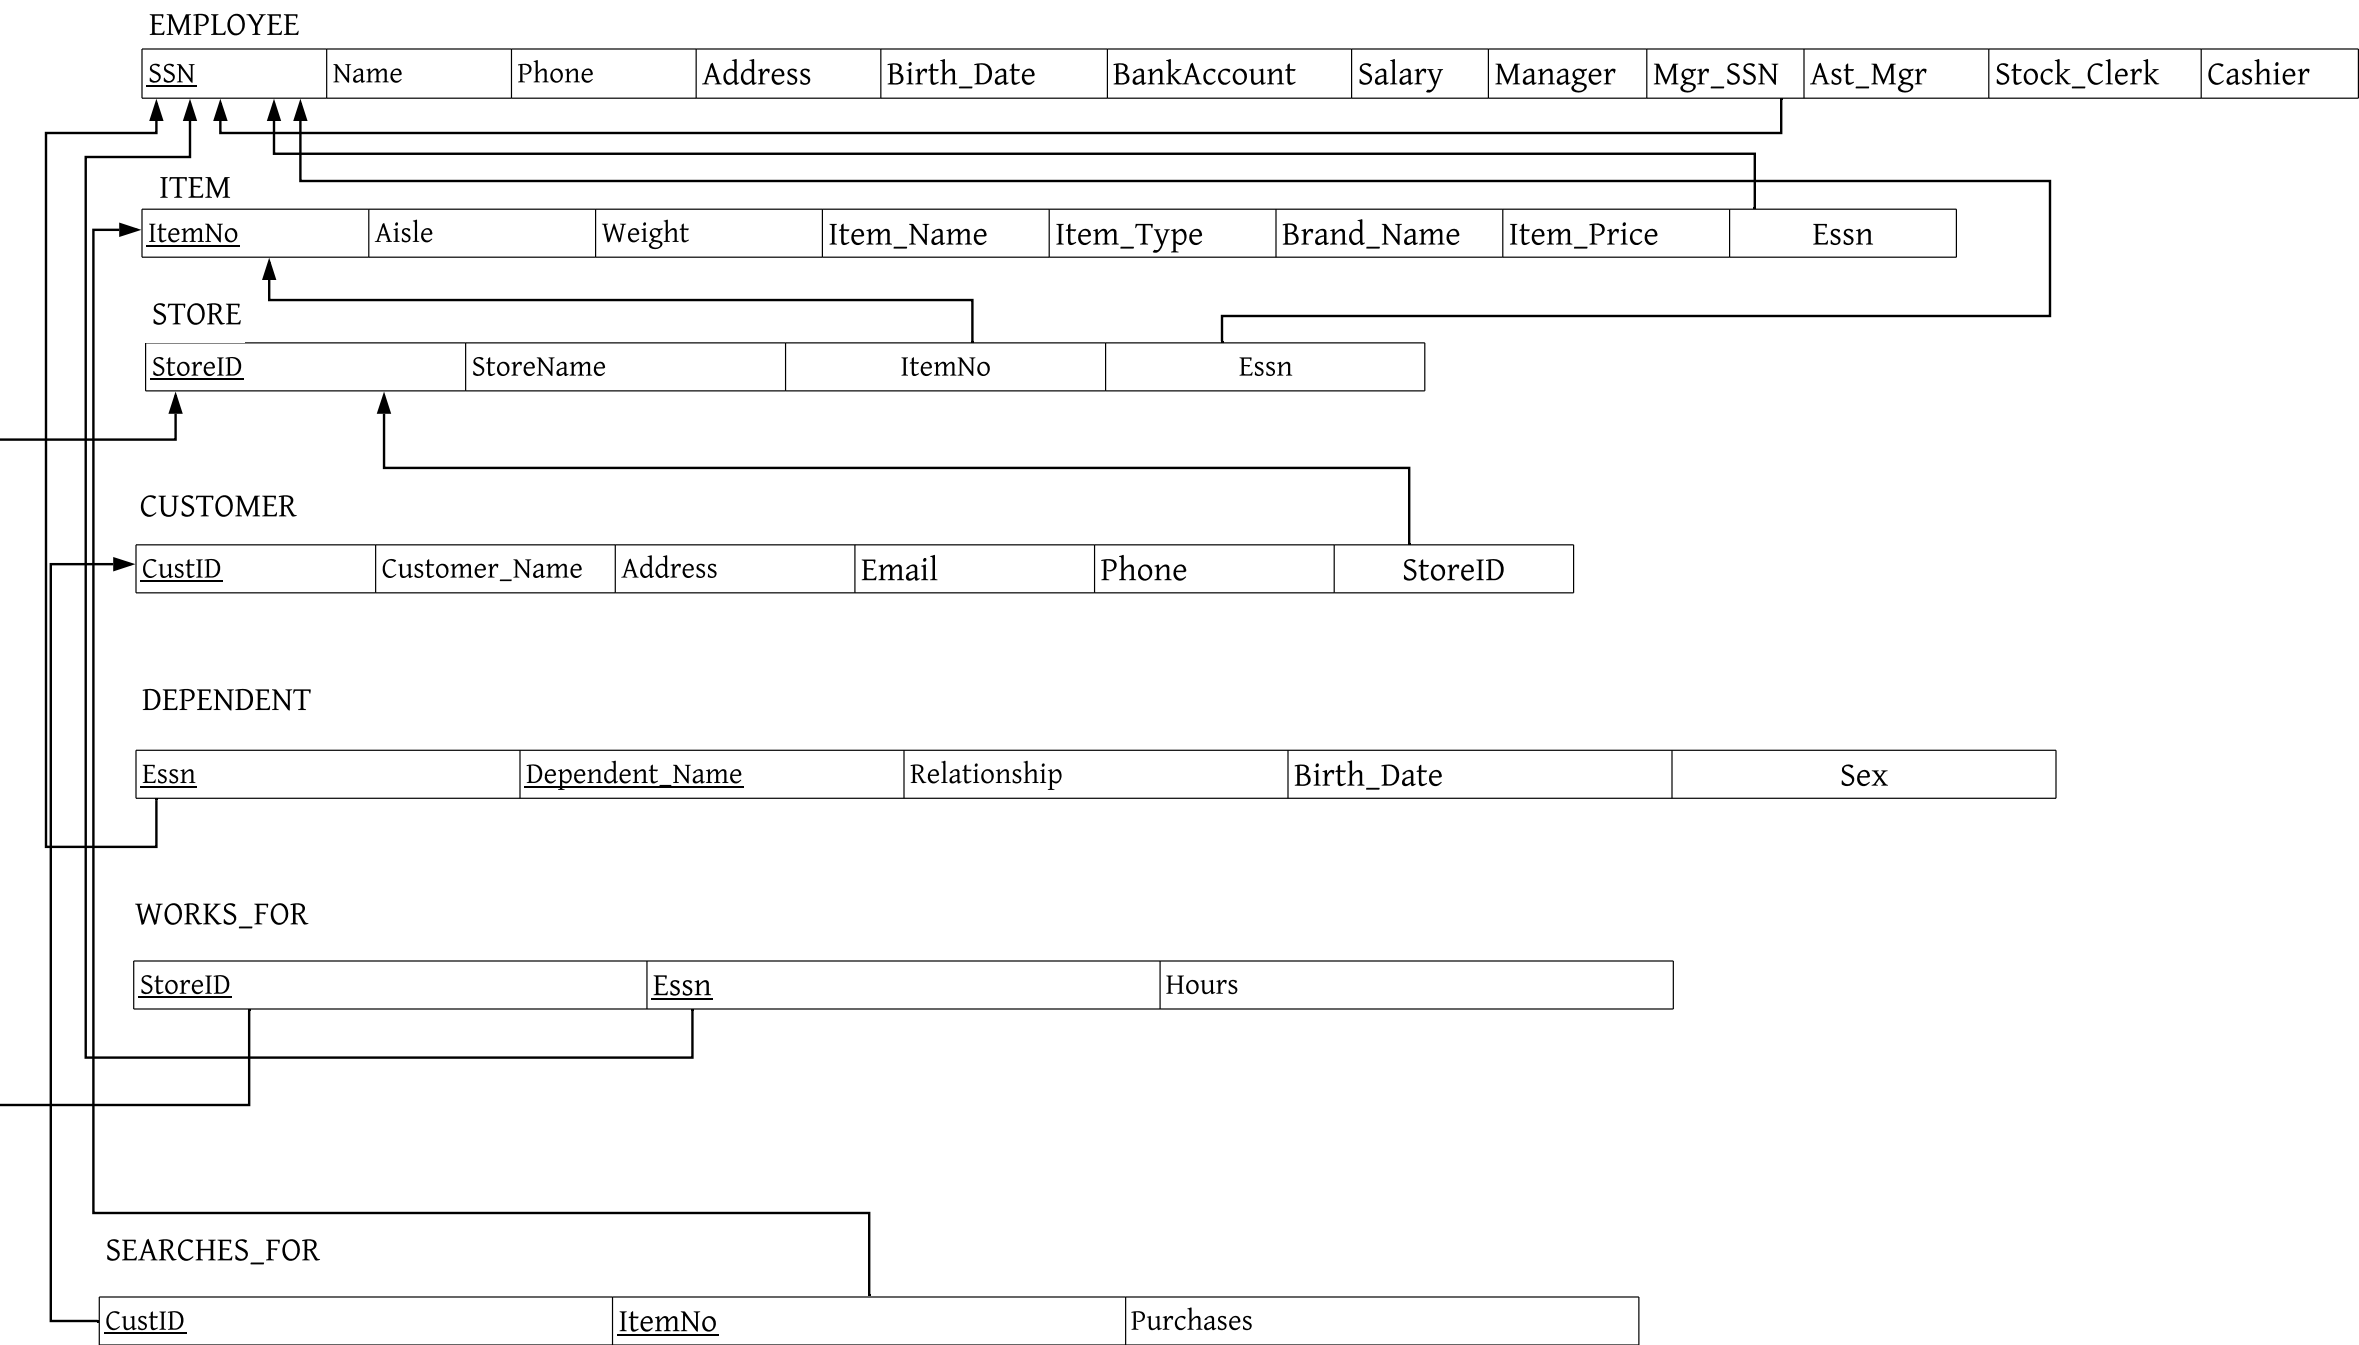 EMPLOYEE
SSN Name Phone Address Birth_Date BankAccount Salary Manager Mgr_SSN Ast_Mgr Stock_Clerk Cashier
ITEM
ItemNo Aisle Weight Item_Name Item_Type Brand_Name Item_Price Essn
STORE
StoreID StoreName ItemNo Essn
CUSTOMER
CustID Customer_Name Address Email Phone StoreID
DEPENDENT
Essn Dependent_Name Relationship Birth_Date Sex
WORKS_FOR
StoreID Essn Hours
SEARCHES_FOR
CustID ItemNo Purchases